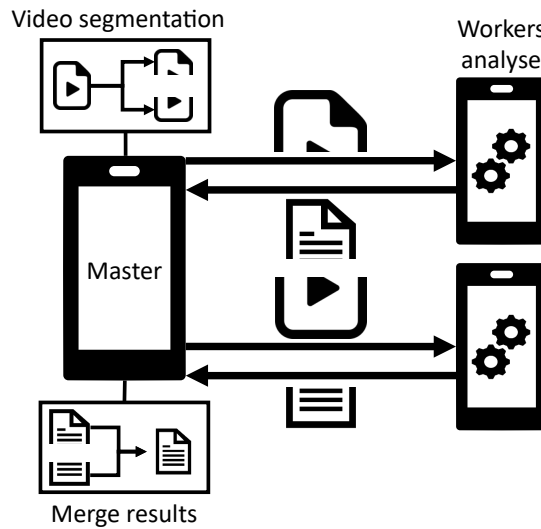 Video segmentation
Workers
analyse
Master
Merge results